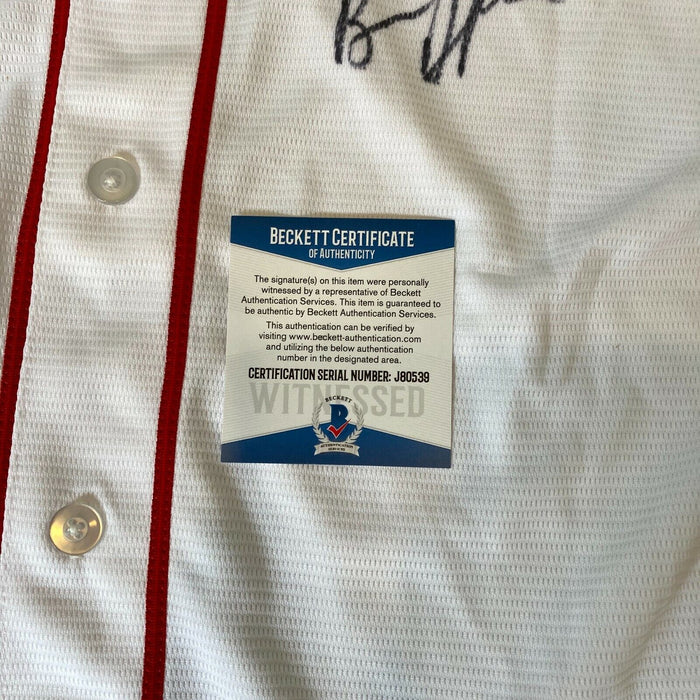 BECKETT CERTIFICATE
OF AUTHENTICITY
The signature(s) on this item were personally
witnessed by a representative of Beckett
Authentication Services. This item is guaranteed to
be authentic by Beckett Authentication Services.
This authentication can be verified by
visiting www.beckett-authentication.com
and utilizing the below authentication
number in the designated area.
CERTIFICATION SERIAL NUMBER: J80539
WITNESSED
BECKETT
B
AUTHENTICATION
SERVICES